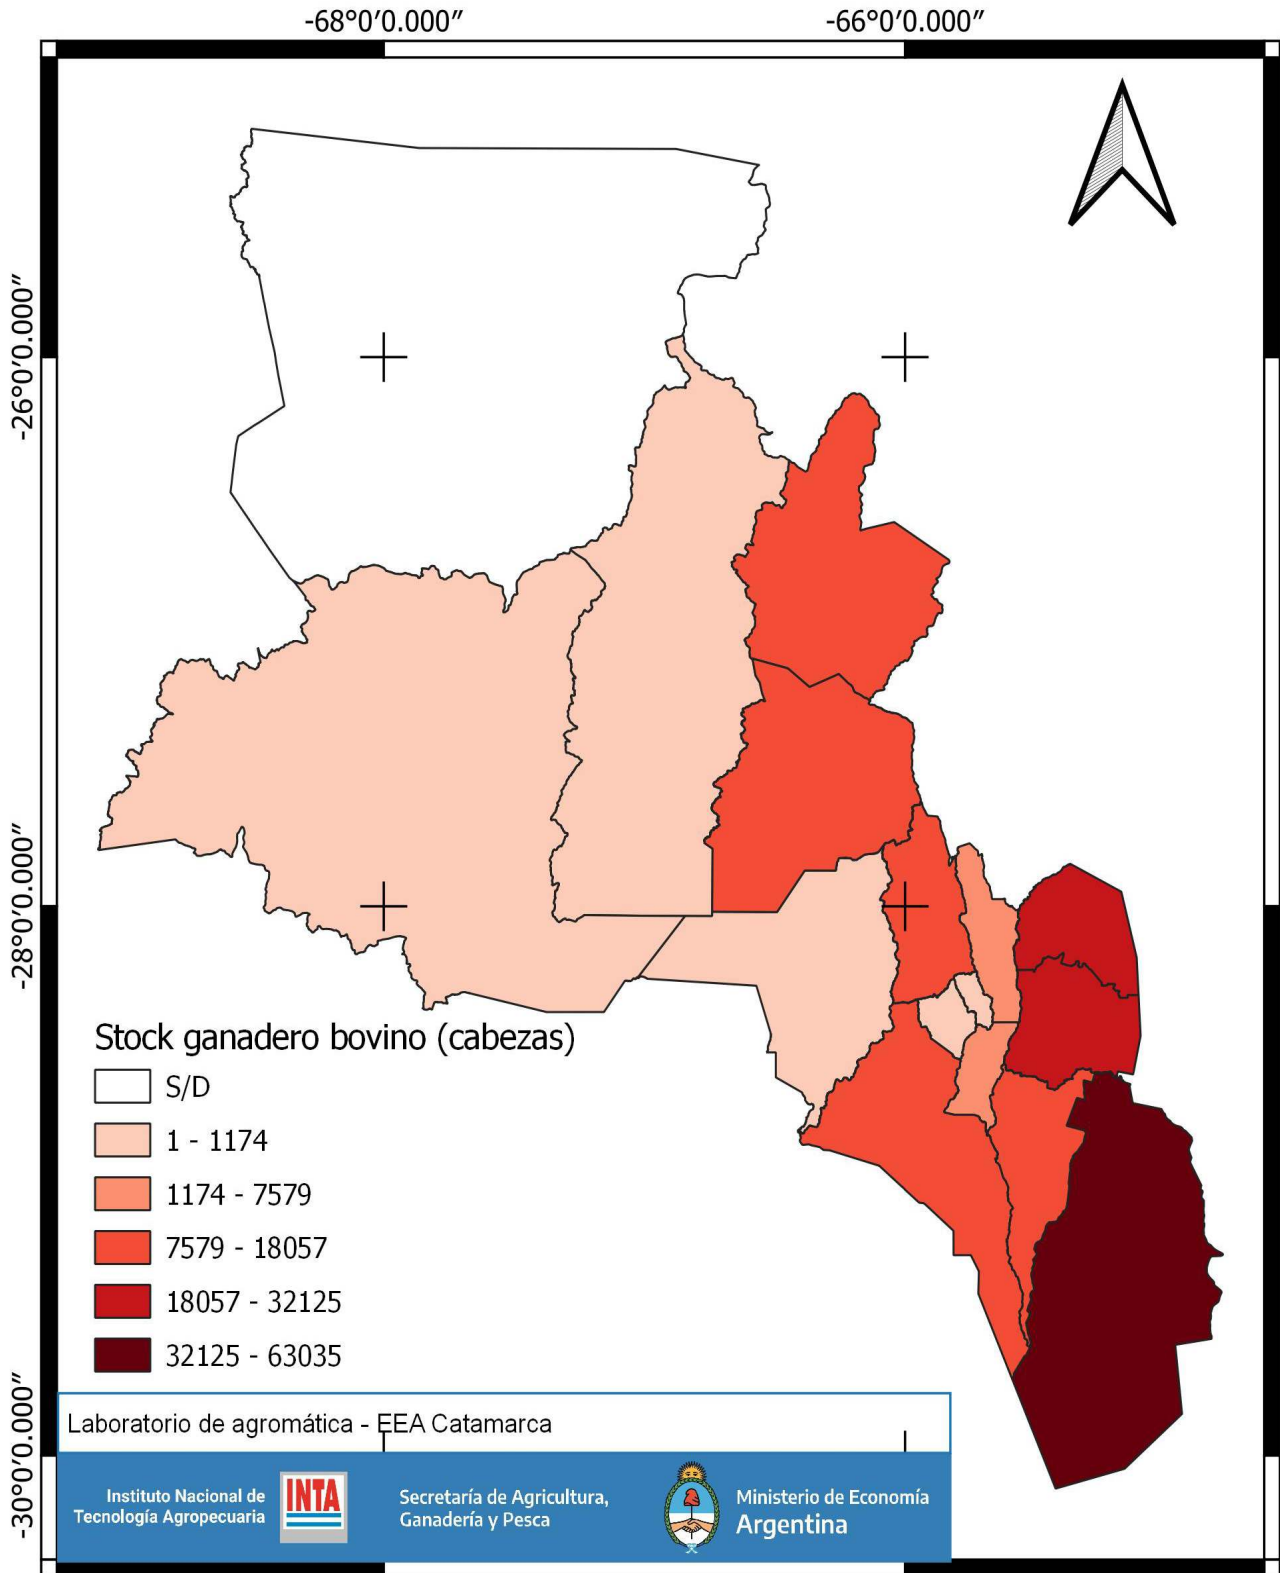 -68°0′0.000″
-66°0′0.000″
-26°0′0.000″
-28°0′0.000″
-30°0′0.000″
Stock ganadero bovino (cabezas)
S/D
1 - 1174
1174 - 7579
7579 - 18057
18057 - 32125
32125 - 63035
Laboratorio de agromática - EEA Catamarca
Instituto Nacional de
Tecnología Agropecuaria
INTA
Secretaría de Agricultura,
Ganadería y Pesca
Ministerio de Economía
Argentina